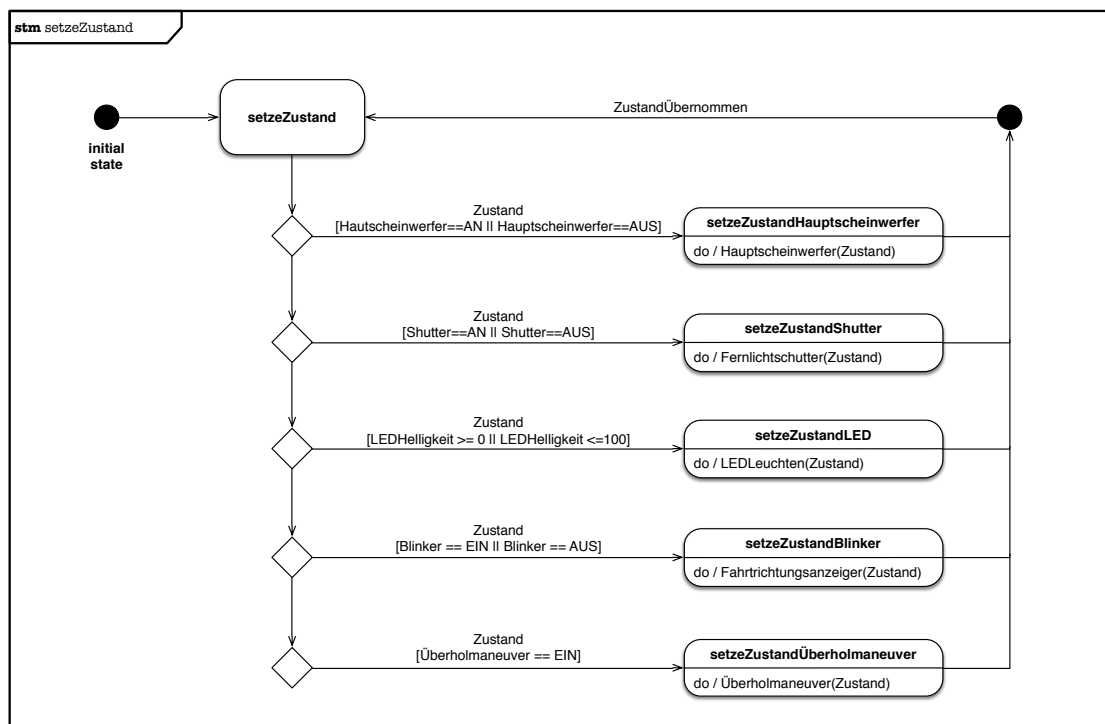 stm setzeZustand
initial
state
setzeZustand
ZustandÜbernommen
Zustand
[Hautscheinwerfer==AN || Hauptscheinwerfer==AUS]
setzeZustandHauptscheinwerfer
do / Hauptscheinwerfer(Zustand)
Zustand
[Shutter==AN || Shutter==AUS]
setzeZustandShutter
do / Fernlichtschutter(Zustand)
Zustand
[LEDHelligkeit >= 0 || LEDHelligkeit <=100]
setzeZustandLED
do / LEDLeuchten(Zustand)
Zustand
[Blinker == EIN || Blinker == AUS]
setzeZustandBlinker
do / Fahrtrichtungsanzeiger(Zustand)
Zustand
[Überholmaneuver == EIN]
setzeZustandÜberholmaneuver
do / Überholmaneuver(Zustand)